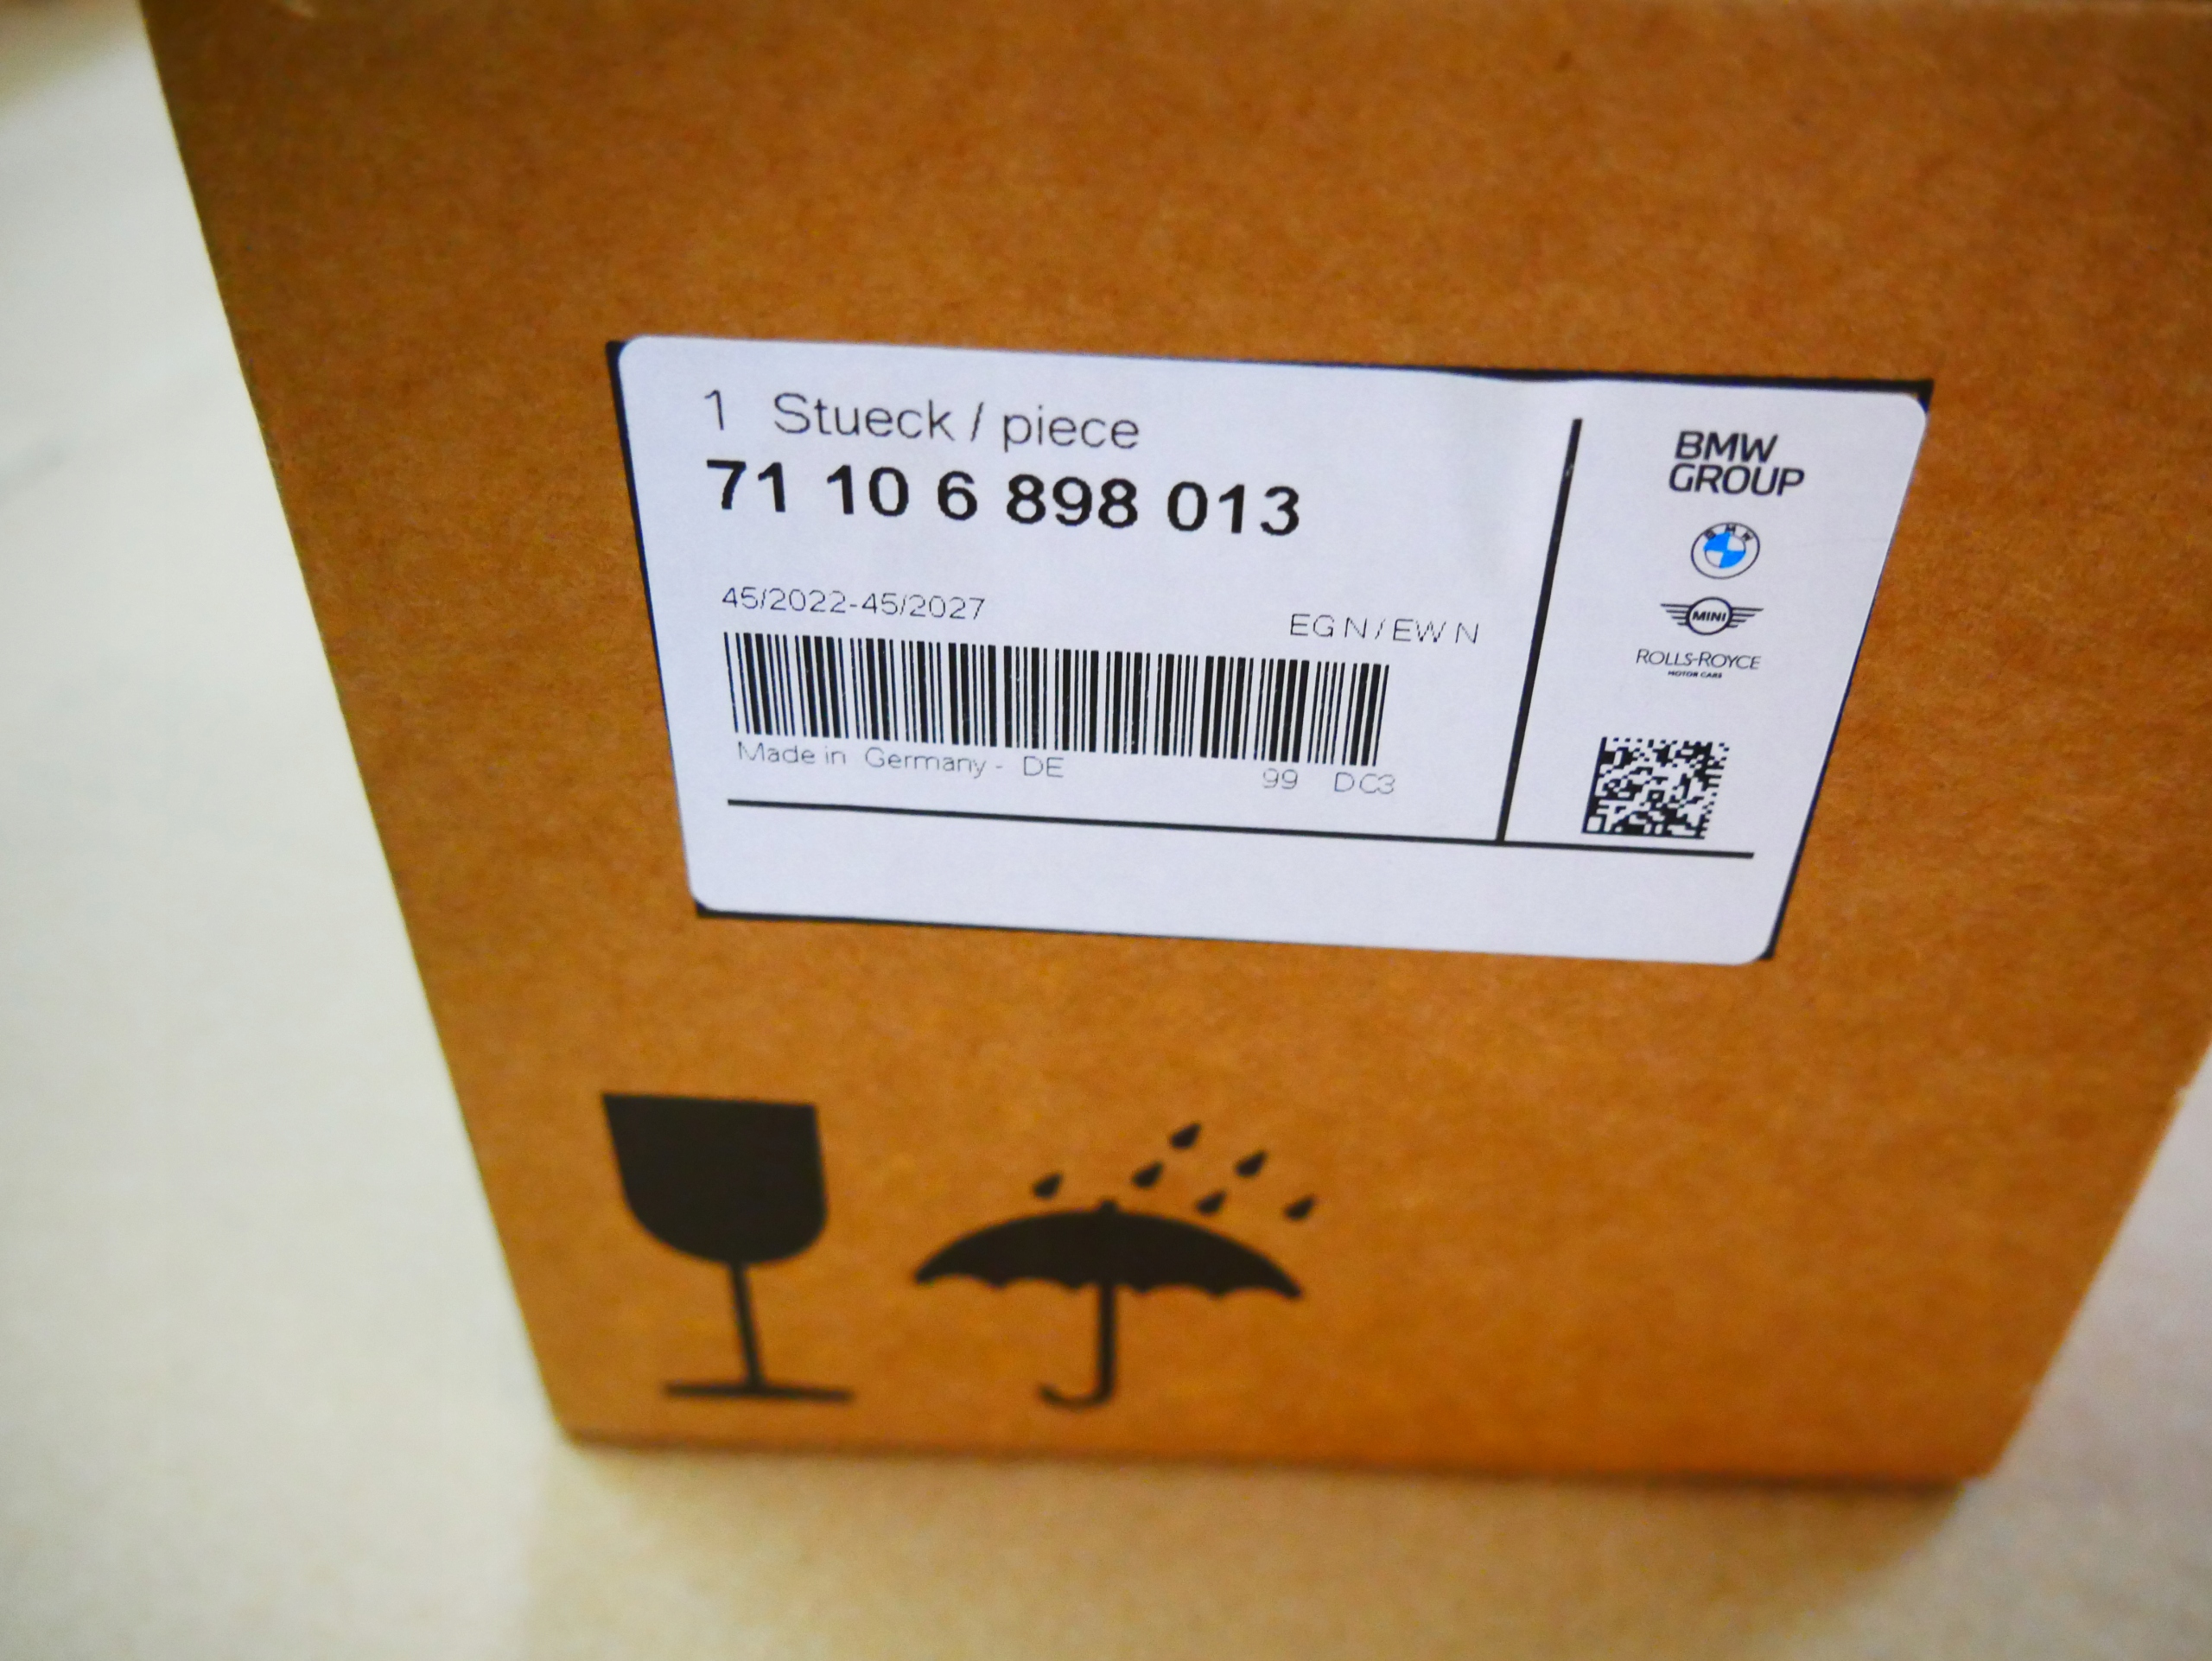 1 Stueck / piece
71 10 6 898 013
45/2022-45/2027
EG N / EW N
Made in Germany - DE
99 DC3
BMW
GROUP
BMW
MINI
ROLLS-ROYCE
MOTOR CARS